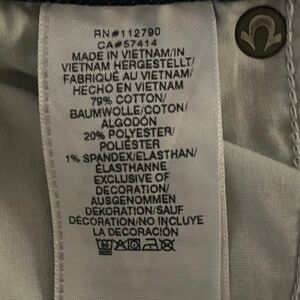 RN#112790
CA#57414
MADE IN VIETNAM/IN
VIETNAM HERGESTELLT/
FABRIQUÉ AU VIETNAM/
HECHO EN VIETNAM
79% COTTON/
BAUMWOLLE/COTON/
ALGODÓN
20% POLYESTER/
POLIÉSTER
1% SPANDEX/ELASTHAN/
ÉLASTHANNE
EXCLUSIVE OF
DECORATION/
AUSGENOMMEN
DEKORATION/SAUF
DÉCORATION/NO INCLUYE
LA DECORACIÓN